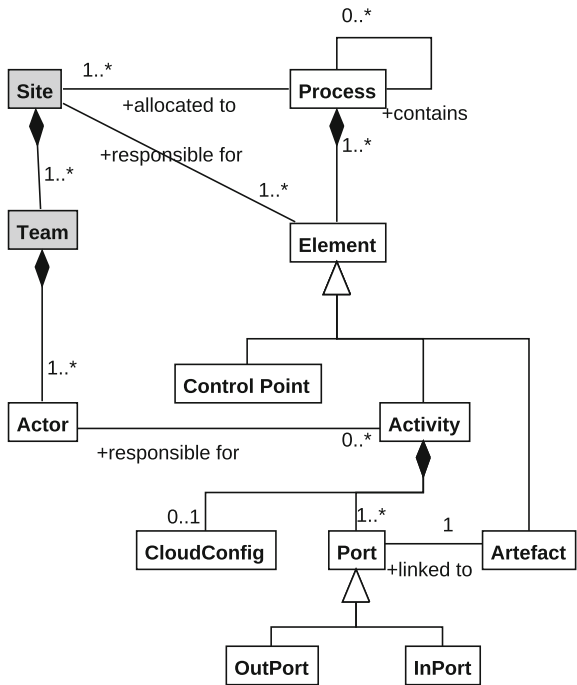 0..*
1..*
Site
Process
+allocated to
+contains
1..*
+responsible for
1..*
1..*
Team
Element
1..*
Control Point
Actor
Activity
0..*
+responsible for
0..1
1..*
1
CloudConfig
Port
Artefact
+linked to
OutPort
InPort